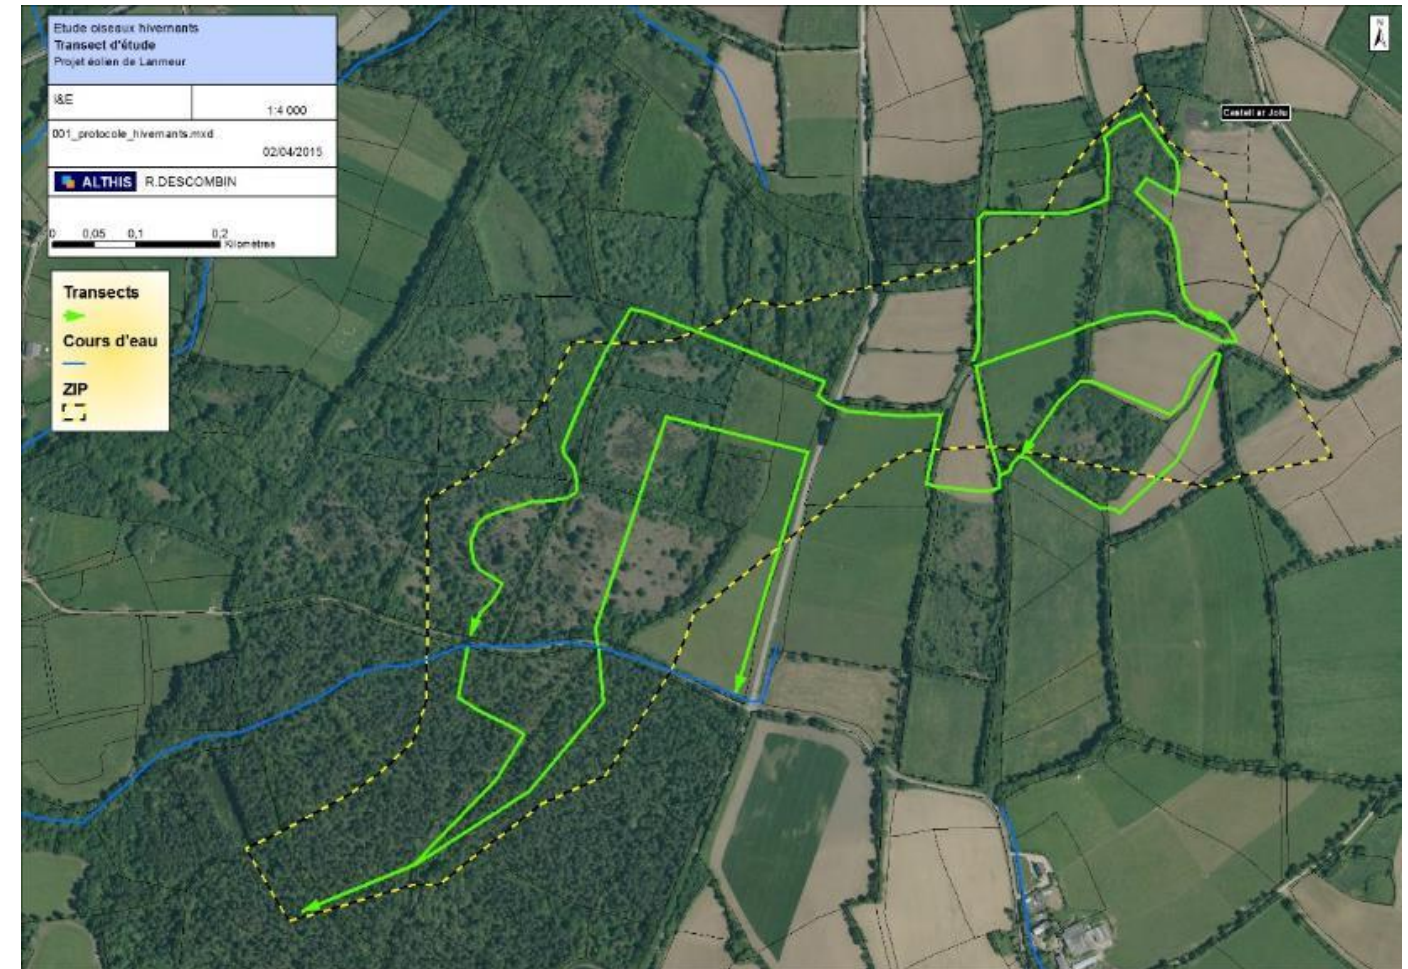 Etude oiseaux hivernants
Transect d'étude
Projet éolien de Lanmeur
I&E
1:4 000
001_protocole_hivernants.mxd
02/04/2015
ALTHIS R.DESCOMBIN
0 0,05 0,1 0,2
Kilomètres
Transects
Cours d'eau
ZIP
N
Castell ar Jolu